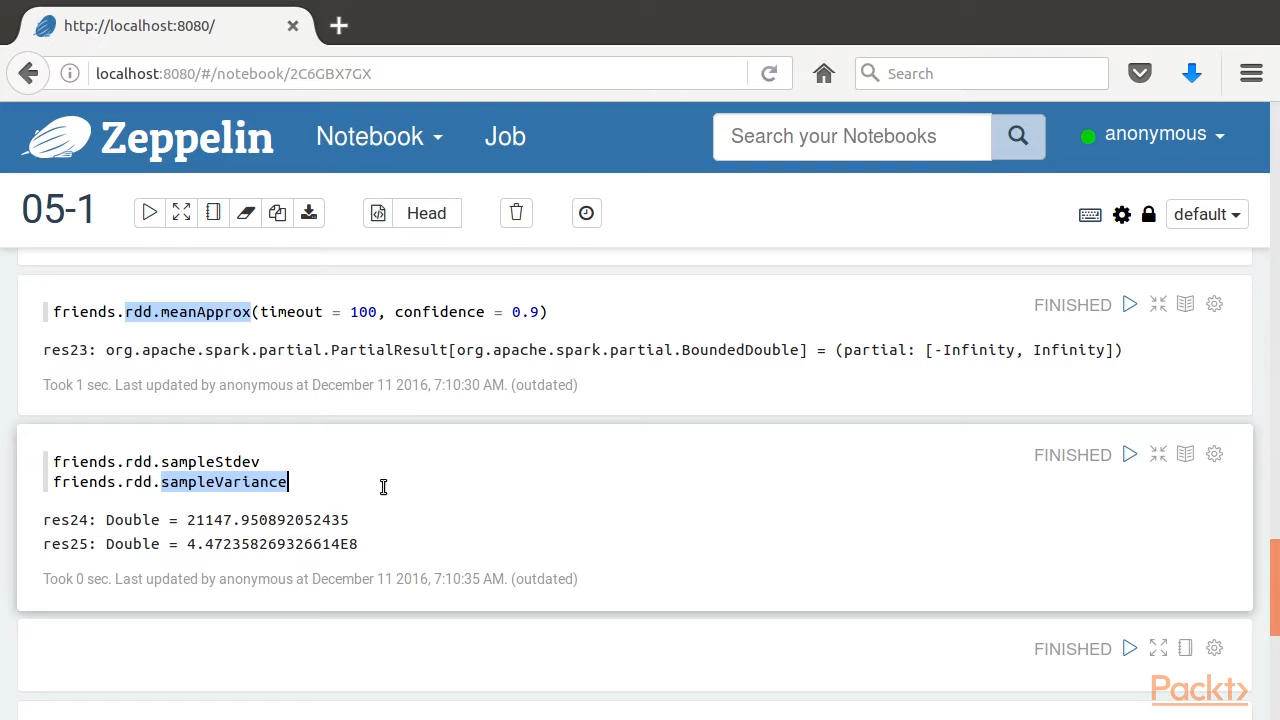 http://localhost:8080/
localhost:8080/#/notebook/2C6GBX7GX
Search
Zeppelin
Notebook
Job
Search your Notebooks
anonymous
05-1
Head
default
friends.rdd.meanApprox(timeout = 100, confidence = 0.9)
FINISHED
res23: org.apache.spark.partial.PartialResult[org.apache.spark.partial.BoundedDouble] = (partial: [-Infinity, Infinity])
Took 1 sec. Last updated by anonymous at December 11 2016, 7:10:30 AM. (outdated)
friends.rdd.sampleStdev
FINISHED
friends.rdd.sampleVariance
res24: Double = 21147.950892052435
res25: Double = 4.472358269326614E8
Took 0 sec. Last updated by anonymous at December 11 2016, 7:10:35 AM. (outdated)
FINISHED
Packt